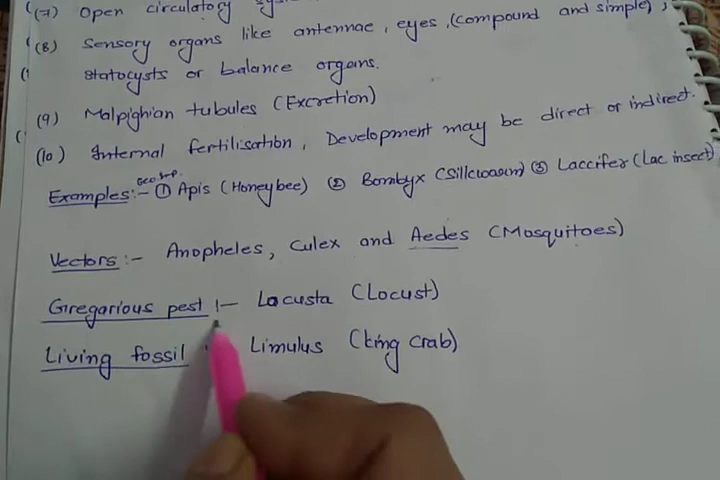 (7) Open circulatory
(8) Sensory organs like antennae, eyes, (compound and simple),
statocysts or balance organs.
(9) Malpighian tubules (Excretion)
(10) Internal fertilisation, Development may be direct or indirect.
Examples:- ① Apis (Honeybee) ② Bombyx (Silkworm) ③ Laccifer (Lac insect)
Vectors:- Anopheles, Culex and Aedes (Mosquitoes)
Gregarious pest :- Locusta (Locust)
Living fossil Limulus (King crab)